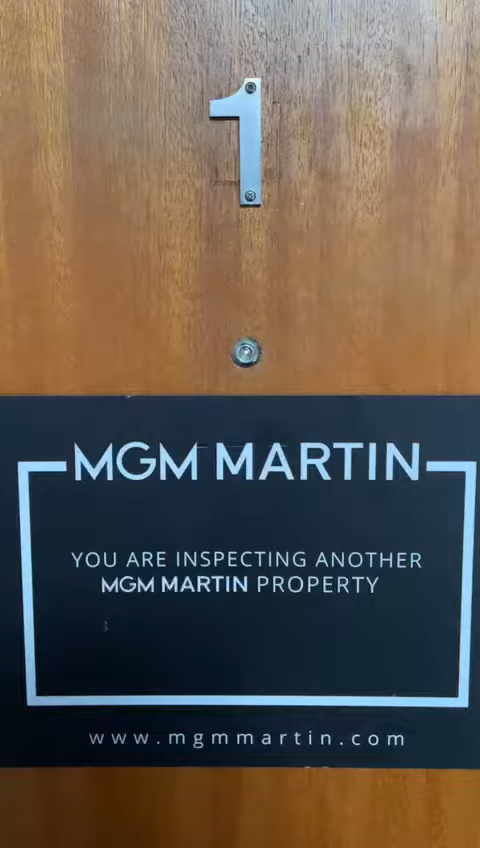 1
MGM MARTIN
YOU ARE INSPECTING ANOTHER
MGM MARTIN PROPERTY
www.mgmmartin.com